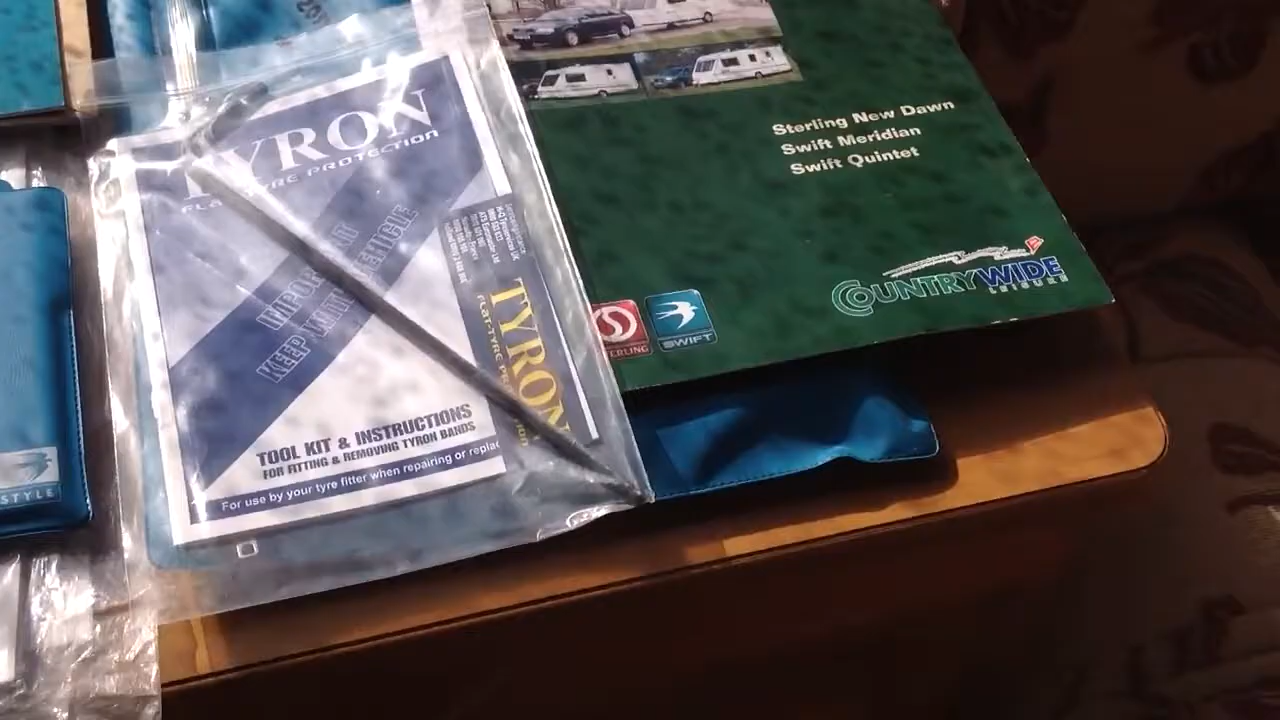 TYRON
FLAT-TYRE PROTECTION
IMPORTANT
KEEP WITH VEHICLE
TOOL KIT & INSTRUCTIONS
FOR FITTING & REMOVING TYRON BANDS
For use by your tyre fitter when repairing or replac
TYRON
FLAT-TYRE
Sterling New Dawn
Swift Meridian
Swift Quintet
COUNTRYWIDE
LEISURE
ERLING
SWIFT
STYLE